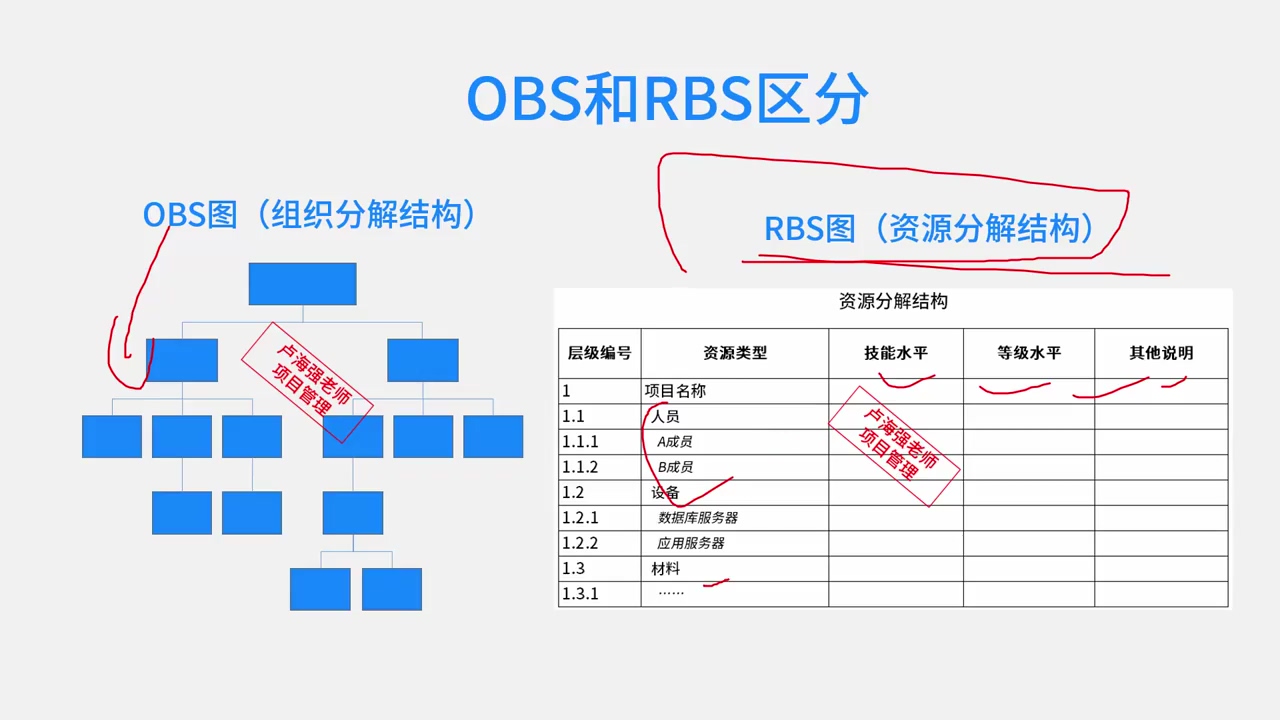 OBS和RBS区分
OBS图（组织分解结构）
卢海强老师
项目管理
RBS图（资源分解结构）
资源分解结构
层级编号 资源类型 技能水平 等级水平 其他说明
1 项目名称
1.1 人员
1.1.1 A成员
1.1.2 B成员
1.2 设备
1.2.1 数据库服务器
1.2.2 应用服务器
1.3 材料
1.3.1 ……
卢海强老师
项目管理